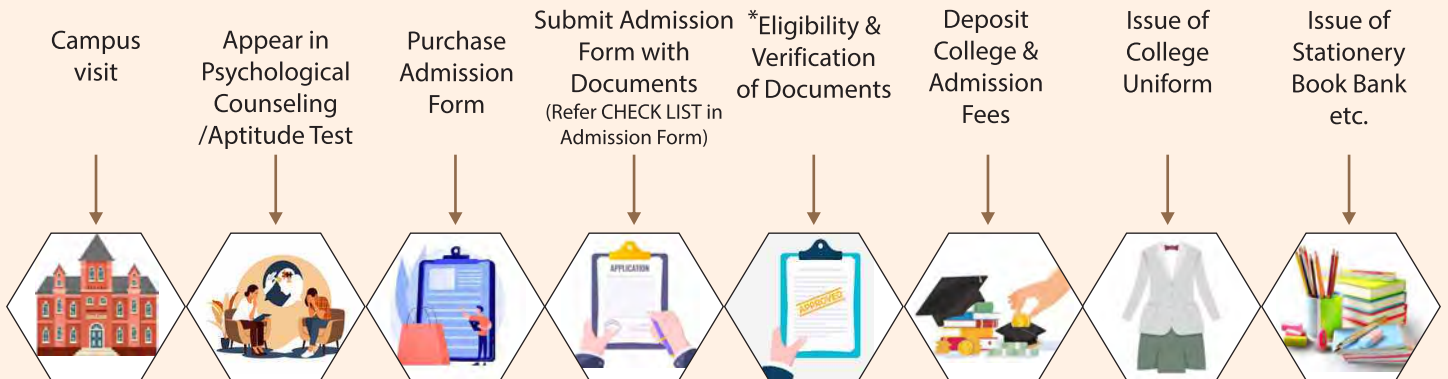 Campus
visit
Appear in
Psychological
Counseling
/Aptitude Test
Purchase
Admission
Form
Submit Admission
Form with
Documents
(Refer CHECK LIST in
Admission Form)
*Eligibility &
Verification
of Documents
Deposit
College &
Admission
Fees
Issue of
College
Uniform
Issue of
Stationery
Book Bank
etc.
APPLICATION
APPROVED